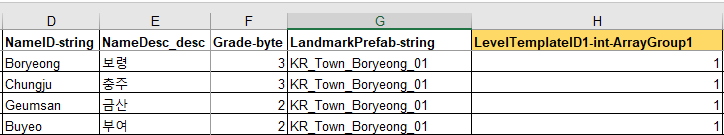 D E F G H
NameID-string NameDesc_desc Grade-byte LandmarkPrefab-string LevelTemplateID1-int-ArrayGroup1
Boryeong 보령 3 KR_Town_Boryeong_01 1
Chungju 충주 3 KR_Town_Boryeong_01 1
Geumsan 금산 2 KR_Town_Boryeong_01 1
Buyeo 부여 2 KR_Town_Boryeong_01 1